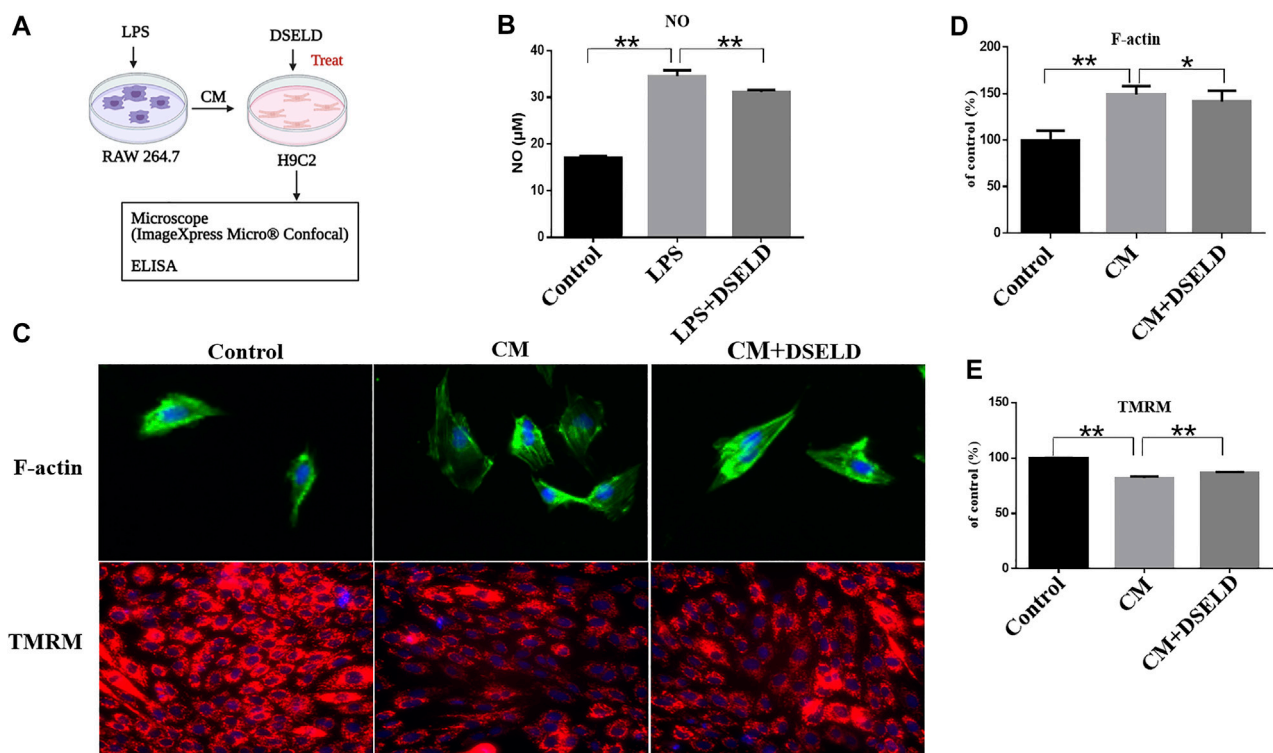 A
LPS
DSELD
Treat
CM
RAW 264.7
H9C2
Microscope
(ImageXpress Micro® Confocal)
ELISA
B
NO
**
**
NO (μM)
40
30
20
10
0
Control
LPS
LPS+DSELD
D
F-actin
**
*
of control (%)
200
150
100
50
0
Control
CM
CM+DSELD
C
Control
CM
CM+DSELD
F-actin
TMRM
E
TMRM
**
**
of control (%)
150
100
50
0
Control
CM
CM+DSELD